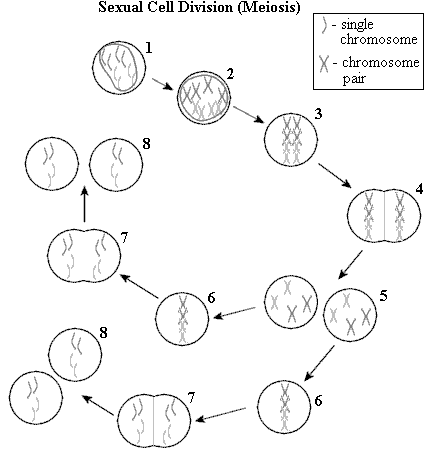 Sexual Cell Division (Meiosis)
- single
chromosome
- chromosome
pair
1
2
3
4
5
6
7
8
6
7
8